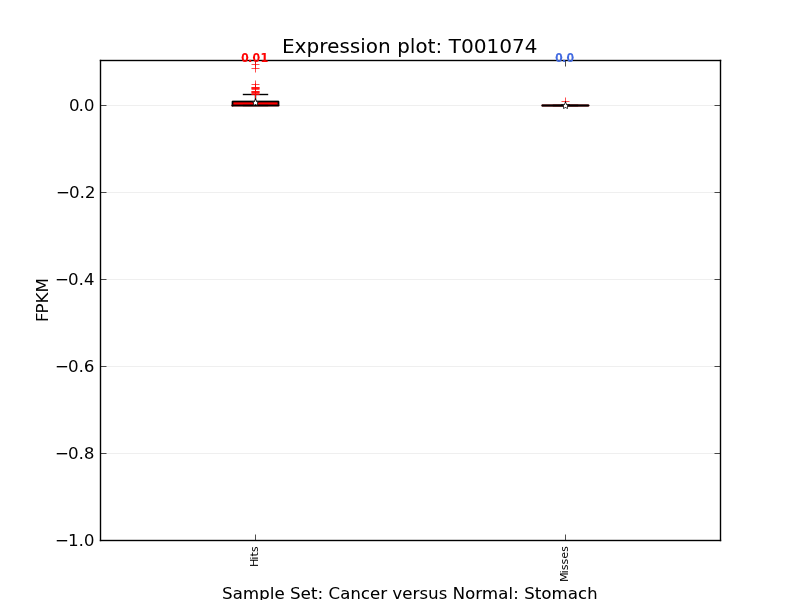 Expression plot: T001074
0.01
0.0
0.0
−0.2
−0.4
−0.6
−0.8
−1.0
FPKM
Hits
Misses
Sample Set: Cancer versus Normal: Stomach